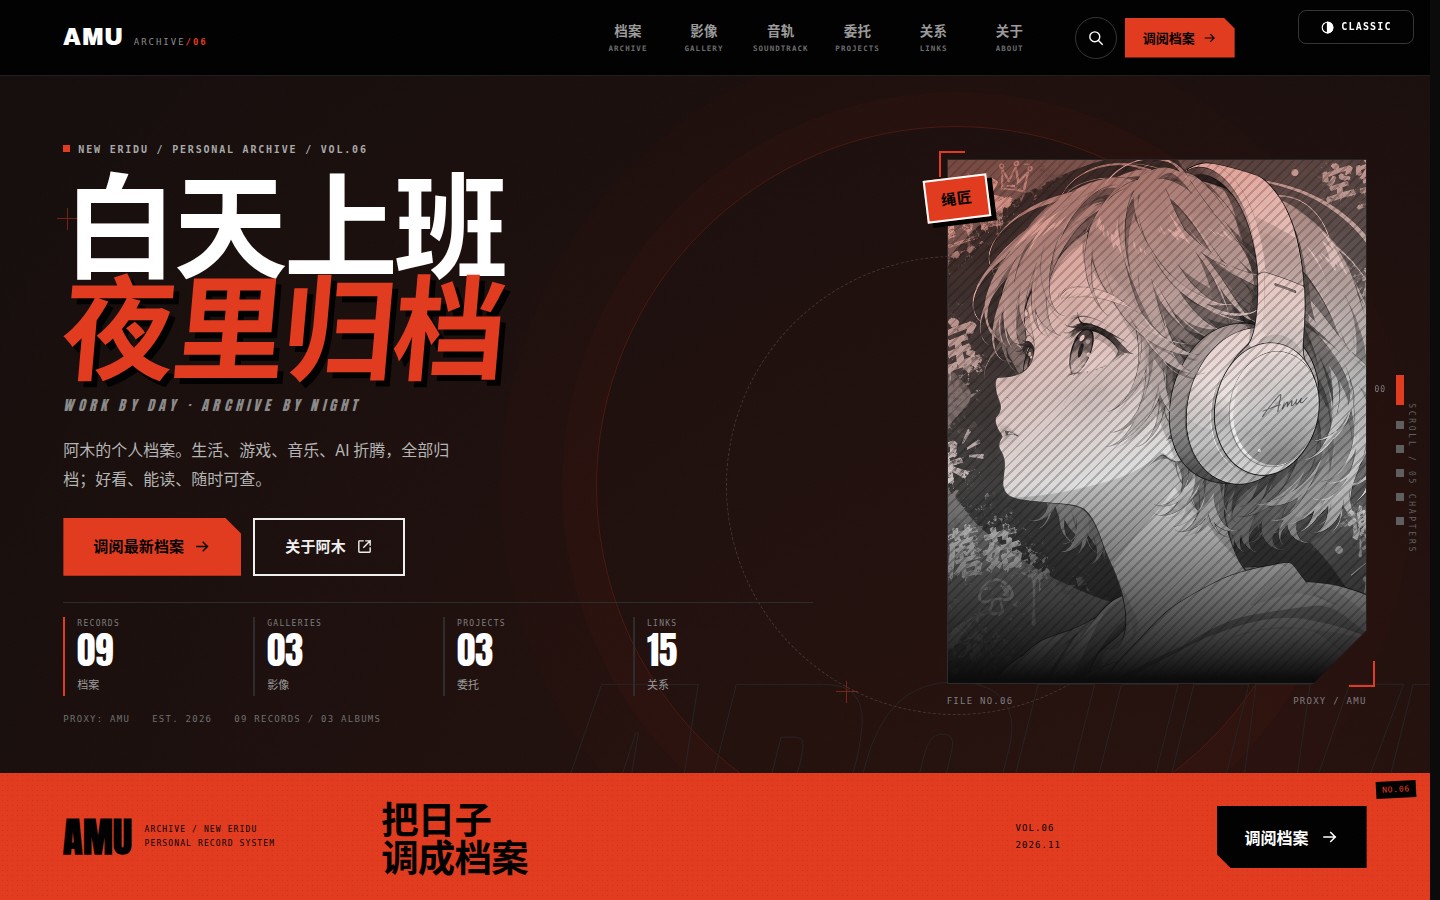 AMU ARCHIVE/06
档案 影像 音轨 委托 关系 关于
ARCHIVE GALLERY SOUNDTRACK PROJECTS LINKS ABOUT
调阅档案
CLASSIC
NEW ERIDU / PERSONAL ARCHIVE / VOL.06
白天上班
夜里归档
WORK BY DAY · ARCHIVE BY NIGHT
阿木的个人档案。生活、游戏、音乐、AI 折腾，全部归
档；好看、能读、随时可查。
调阅最新档案
关于阿木
RECORDS
09
档案
GALLERIES
03
影像
PROJECTS
03
委托
LINKS
15
关系
PROXY: AMU EST. 2026 09 RECORDS / 03 ALBUMS
绳匠
Amu
蘑菇
FILE NO.06
PROXY / AMU
00
SCROLL / 05 CHAPTERS
AMU
ARCHIVE / NEW ERIDU
PERSONAL RECORD SYSTEM
把日子
调成档案
VOL.06
2026.11
NO.06
调阅档案